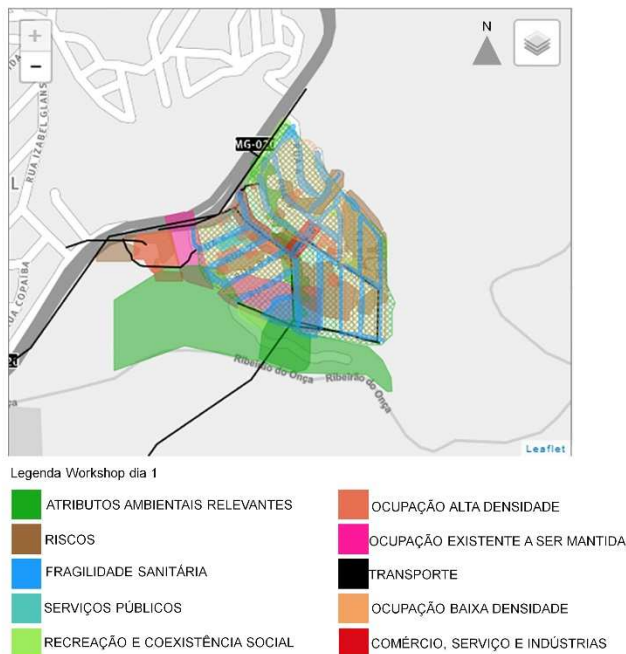 +
−
N
MG-020
RUA IZABEL GLANS
L
RUA COPAIBA
Ribeirão do Onça Ribeirão do Onça
Leaflet
Legenda Workshop dia 1
ATRIBUTOS AMBIENTAIS RELEVANTES
RISCOS
FRAGILIDADE SANITÁRIA
SERVIÇOS PÚBLICOS
RECREAÇÃO E COEXISTÊNCIA SOCIAL
OCUPAÇÃO ALTA DENSIDADE
OCUPAÇÃO EXISTENTE A SER MANTIDA
TRANSPORTE
OCUPAÇÃO BAIXA DENSIDADE
COMÉRCIO, SERVIÇO E INDÚSTRIAS